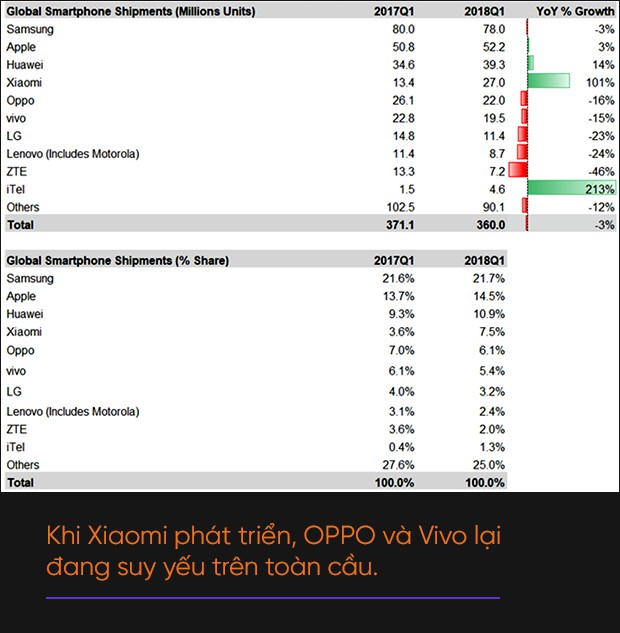 Global Smartphone Shipments (Millions Units) 2017Q1 2018Q1 YoY % Growth
Samsung 80.0 78.0 -3%
Apple 50.8 52.2 3%
Huawei 34.6 39.3 14%
Xiaomi 13.4 27.0 101%
Oppo 26.1 22.0 -16%
vivo 22.8 19.5 -15%
LG 14.8 11.4 -23%
Lenovo (Includes Motorola) 11.4 8.7 -24%
ZTE 13.3 7.2 -46%
iTel 1.5 4.6 213%
Others 102.5 90.1 -12%
Total 371.1 360.0 -3%
Global Smartphone Shipments (% Share) 2017Q1 2018Q1
Samsung 21.6% 21.7%
Apple 13.7% 14.5%
Huawei 9.3% 10.9%
Xiaomi 3.6% 7.5%
Oppo 7.0% 6.1%
vivo 6.1% 5.4%
LG 4.0% 3.2%
Lenovo (Includes Motorola) 3.1% 2.4%
ZTE 3.6% 2.0%
iTel 0.4% 1.3%
Others 27.6% 25.0%
Total 100.0% 100.0%
Khi Xiaomi phát triển, OPPO và Vivo lại
đang suy yếu trên toàn cầu.